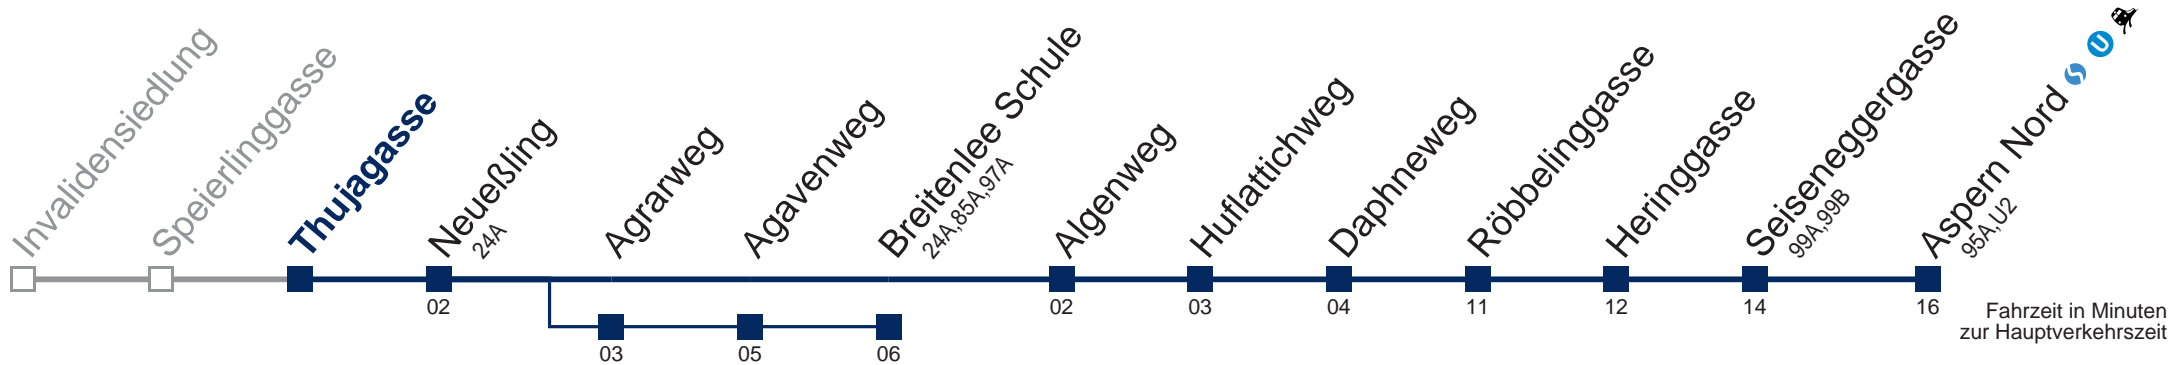 Invalidensiedlung
Speierlinggasse
Thujagasse
Neueßling
24A
Agrarweg
Agavenweg
Breitenlee Schule
24A,85A,97A
Algenweg
Huflattichweg
Daphneweg
Röbbelinggasse
Heringgasse
Seiseneggergasse
99A,99B
Aspern Nord S U
95A,U2
02
02
03
04
11
12
14
16
03
05
06
Fahrzeit in Minuten
zur Hauptverkehrszeit